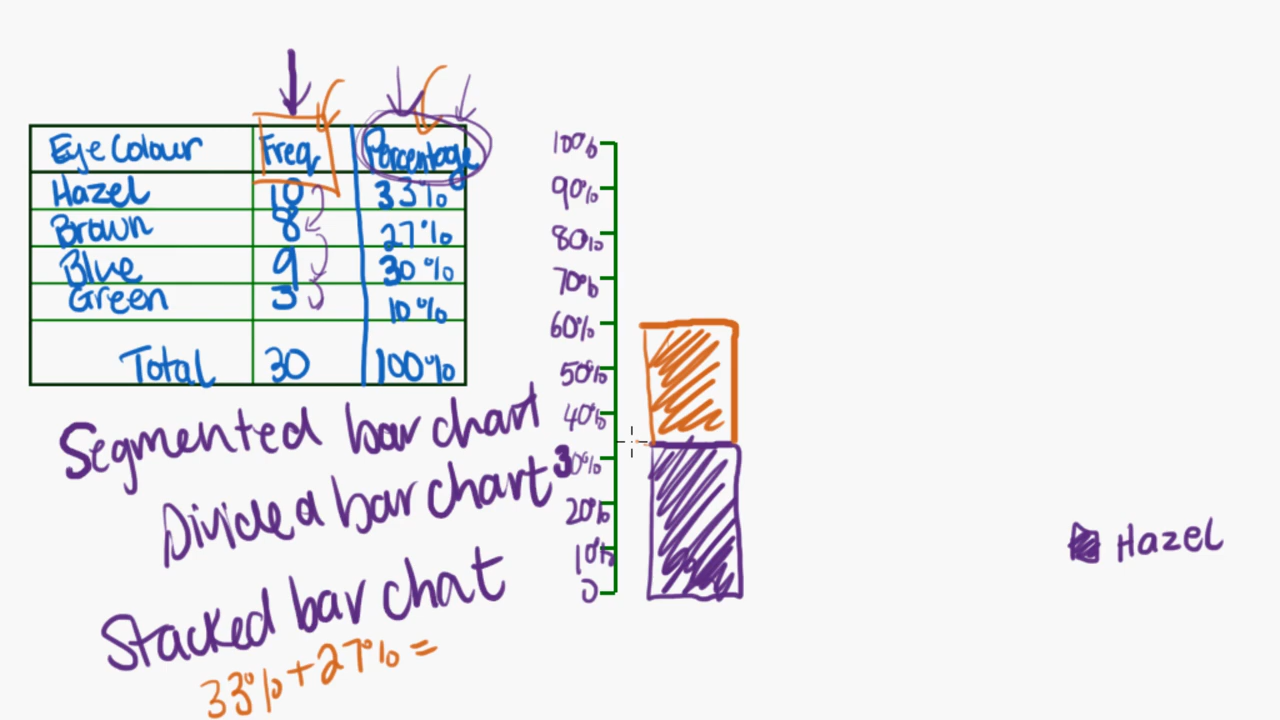 Eye Colour Freq Percentage
Hazel 10 33%
Brown 8 27%
Blue 9 30%
Green 3 10%
Total 30 100%
Segmented bar chart
Divided bar chart
Stacked bar chat
33% + 27% =
100%
90%
80%
70%
60%
50%
40%
30%
20%
10%
0
Hazel